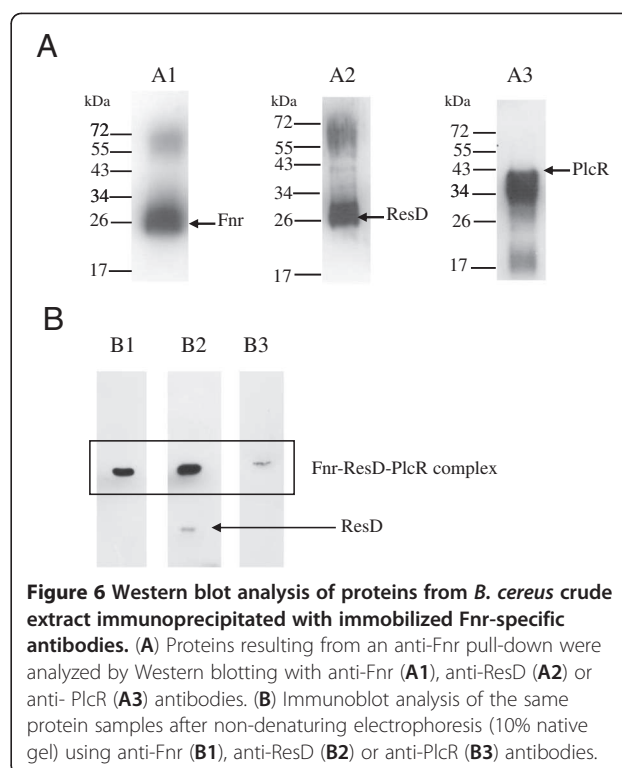 A
A1 A2 A3
kDa kDa kDa
72 72 72
55 55 55
43 43 43
34 34 34
26 26 26
17 17 17
Fnr ResD PlcR
B
B1 B2 B3
Fnr-ResD-PlcR complex
ResD
Figure 6 Western blot analysis of proteins from B. cereus crude
extract immunoprecipitated with immobilized Fnr-specific
antibodies. (A) Proteins resulting from an anti-Fnr pull-down were
analyzed by Western blotting with anti-Fnr (A1), anti-ResD (A2) or
anti- PlcR (A3) antibodies. (B) Immunoblot analysis of the same
protein samples after non-denaturing electrophoresis (10% native
gel) using anti-Fnr (B1), anti-ResD (B2) or anti-PlcR (B3) antibodies.